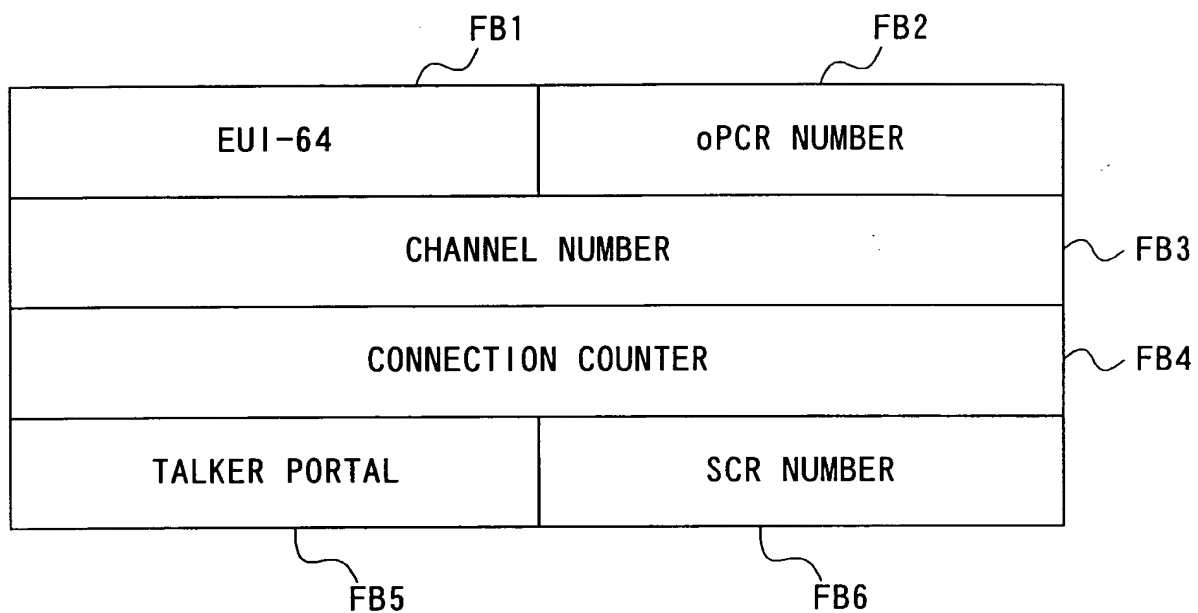 FB1
FB2
EUI-64
oPCR NUMBER
CHANNEL NUMBER
FB3
CONNECTION COUNTER
FB4
TALKER PORTAL
SCR NUMBER
FB5
FB6